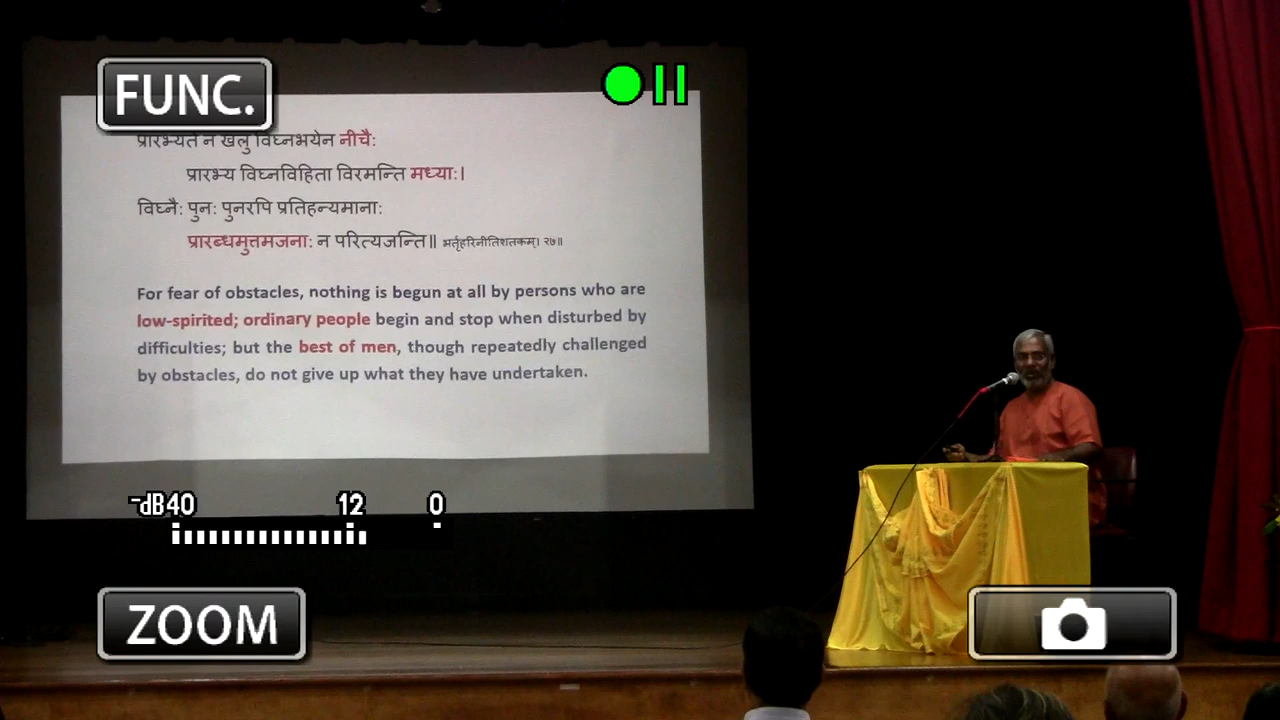 FUNC.
प्रारभ्यते न खलु विघ्नभयेन नीचै:
प्रारभ्य विघ्नविहिता विरमन्ति मध्या:।
विघ्नै: पुन: पुनरपि प्रतिहन्यमाना:
प्रारब्धमुत्तमजना: न परित्यजन्ति॥ भर्तृहरिनीतिशतकम्। २७॥
For fear of obstacles, nothing is begun at all by persons who are
low-spirited; ordinary people begin and stop when disturbed by
difficulties; but the best of men, though repeatedly challenged
by obstacles, do not give up what they have undertaken.
-dB40 12 0
ZOOM